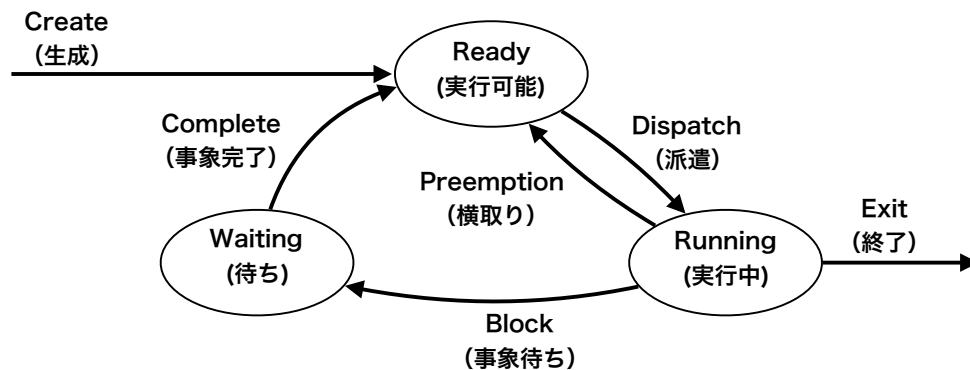 Create
（生成）
Ready
(実行可能)
Complete
（事象完了）
Dispatch
（派遣）
Preemption
（横取り）
Exit
（終了）
Waiting
(待ち)
Running
(実行中)
Block
（事象待ち）